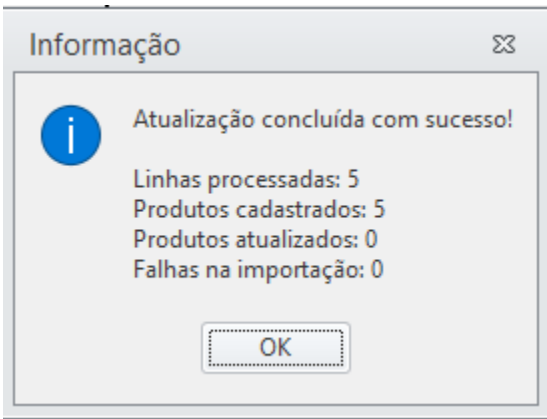 Informação
Atualização concluída com sucesso!
Linhas processadas: 5
Produtos cadastrados: 5
Produtos atualizados: 0
Falhas na importação: 0
OK